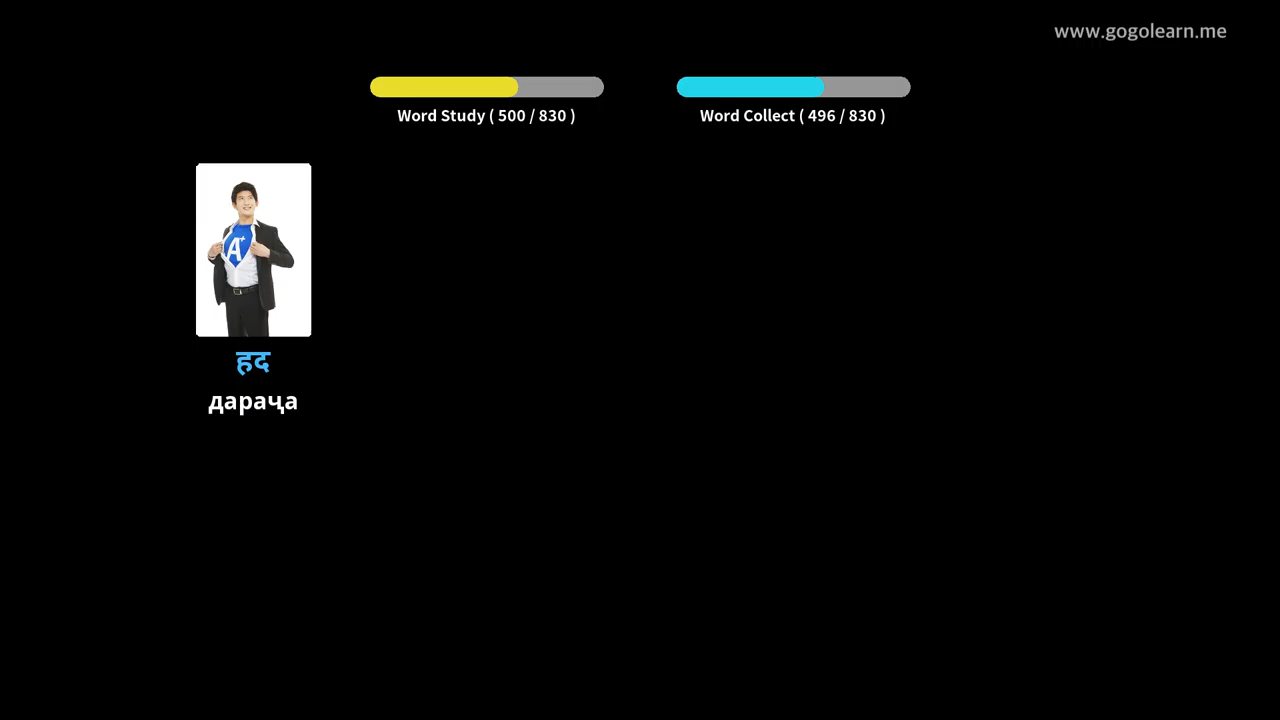 www.gogolearn.me
Word Study ( 500 / 830 )
Word Collect ( 496 / 830 )
A+
हद
дараҷа